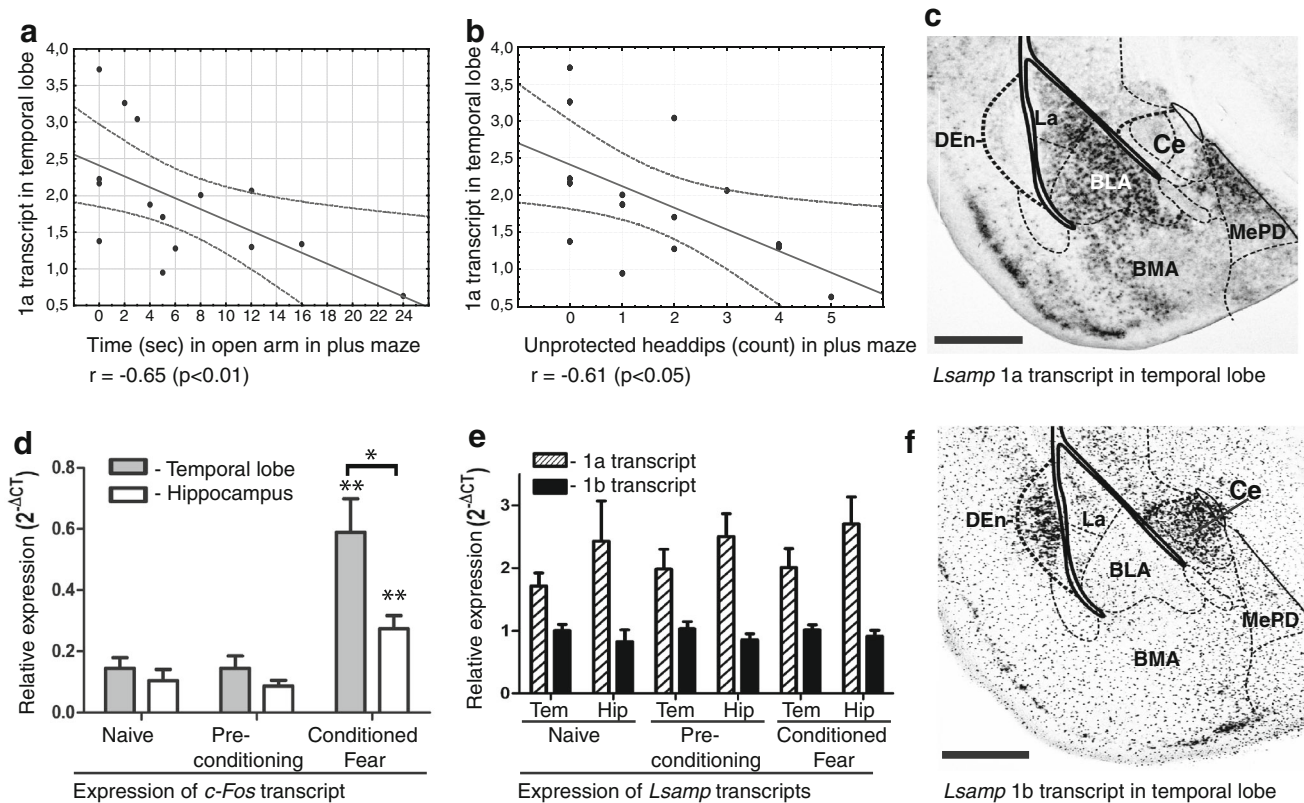 a
1a transcript in temporal lobe
4,0
3,5
3,0
2,5
2,0
1,5
1,0
0,5
0 2 4 6 8 10 12 14 16 18 20 22 24
Time (sec) in open arm in plus maze
r = -0.65 (p<0.01)
b
1a transcript in temporal lobe
4,0
3,5
3,0
2,5
2,0
1,5
1,0
0,5
0 1 2 3 4 5
Unprotected headdips (count) in plus maze
r = -0.61 (p<0.05)
c
DEn
La
Ce
BLA
MePD
BMA
Lsamp 1a transcript in temporal lobe
d
Relative expression (2-ΔCT)
0.8
0.6
0.4
0.2
0.0
- Temporal lobe
- Hippocampus
*
**
**
Naive
Pre-
conditioning
Conditioned
Fear
Expression of c-Fos transcript
e
Relative expression (2-ΔCT)
3
2
1
0
- 1a transcript
- 1b transcript
Tem Hip Tem Hip Tem Hip
Naive
Pre-
conditioning
Conditioned
Fear
Expression of Lsamp transcripts
f
DEn
La
Ce
BLA
MePD
BMA
Lsamp 1b transcript in temporal lobe